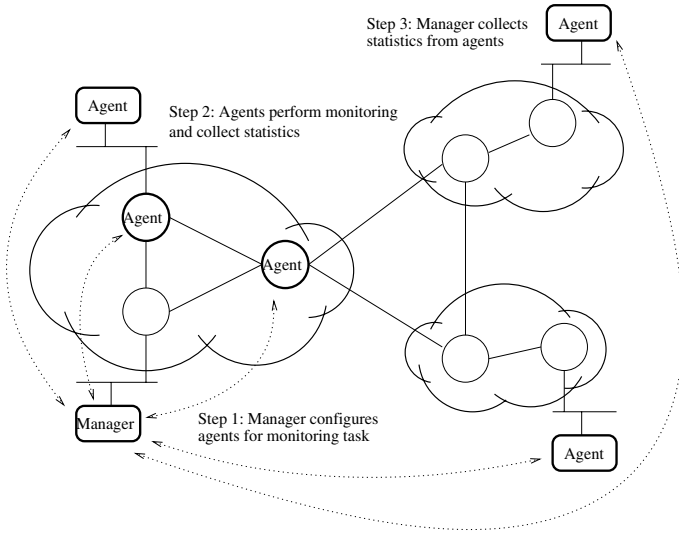 Step 3: Manager collects
statistics from agents
Agent
Agent
Step 2: Agents perform monitoring
and collect statistics
Agent
Agent
Step 1: Manager configures
agents for monitoring task
Manager
Agent